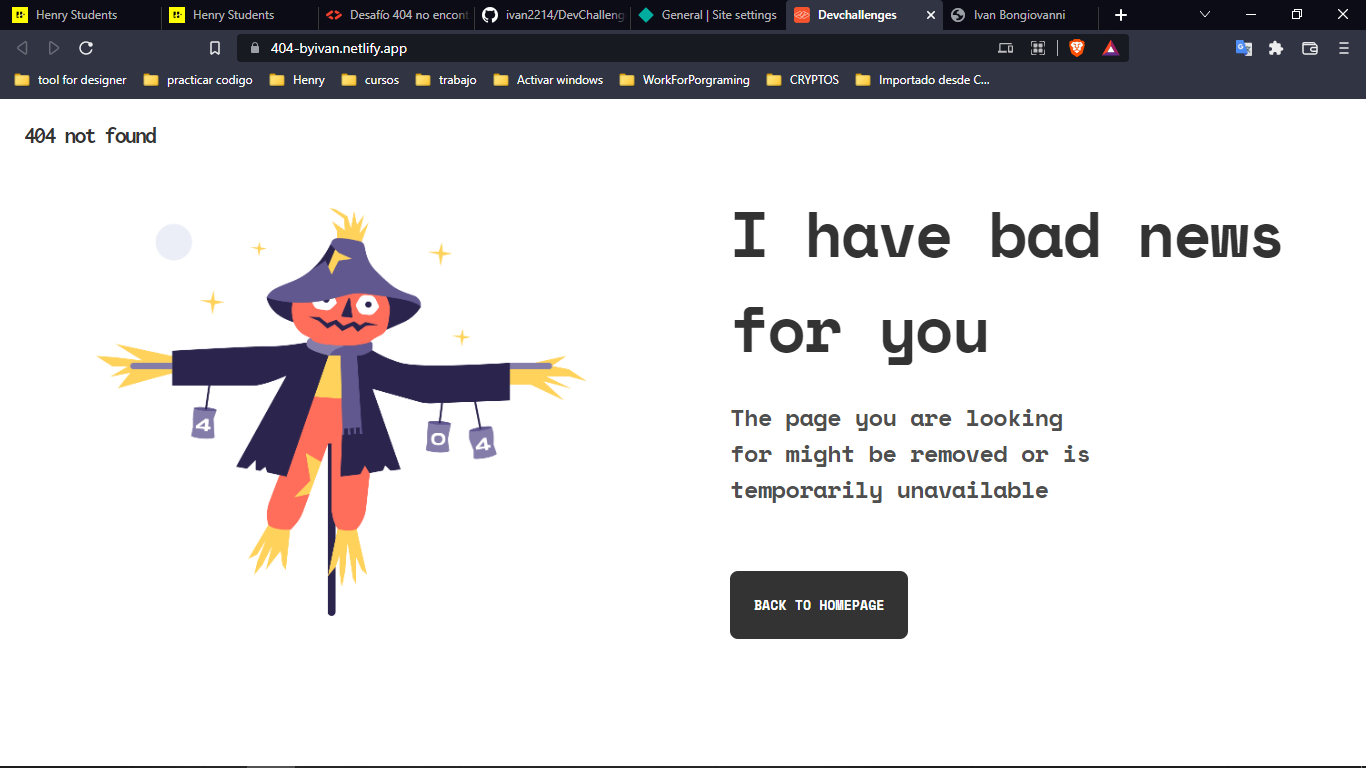 Henry Students
Henry Students
Desafío 404 no encont
ivan2214/DevChalleng
General | Site settings
Devchallenges
Ivan Bongiovanni
404-byivan.netlify.app
tool for designer
practicar codigo
Henry
cursos
trabajo
Activar windows
WorkForPorgraming
CRYPTOS
Importado desde C...
404 not found
4
0
4
I have bad news
for you
The page you are looking
for might be removed or is
temporarily unavailable
BACK TO HOMEPAGE